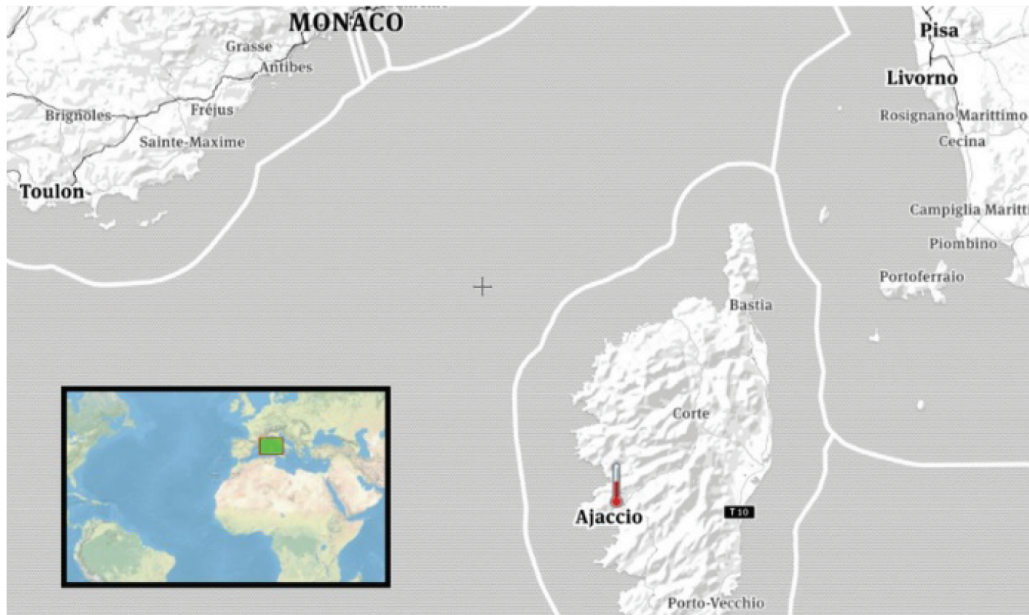 MONACO
Grasse
Antibes
Pisa
Livorno
Brignoles
Fréjus
Sainte-Maxime
Rosignano Marittimo
Cecina
Toulon
Campiglia Maritti
Piombino
Portoferraio
Bastia
Corte
Ajaccio
T 10
Porto-Vecchio